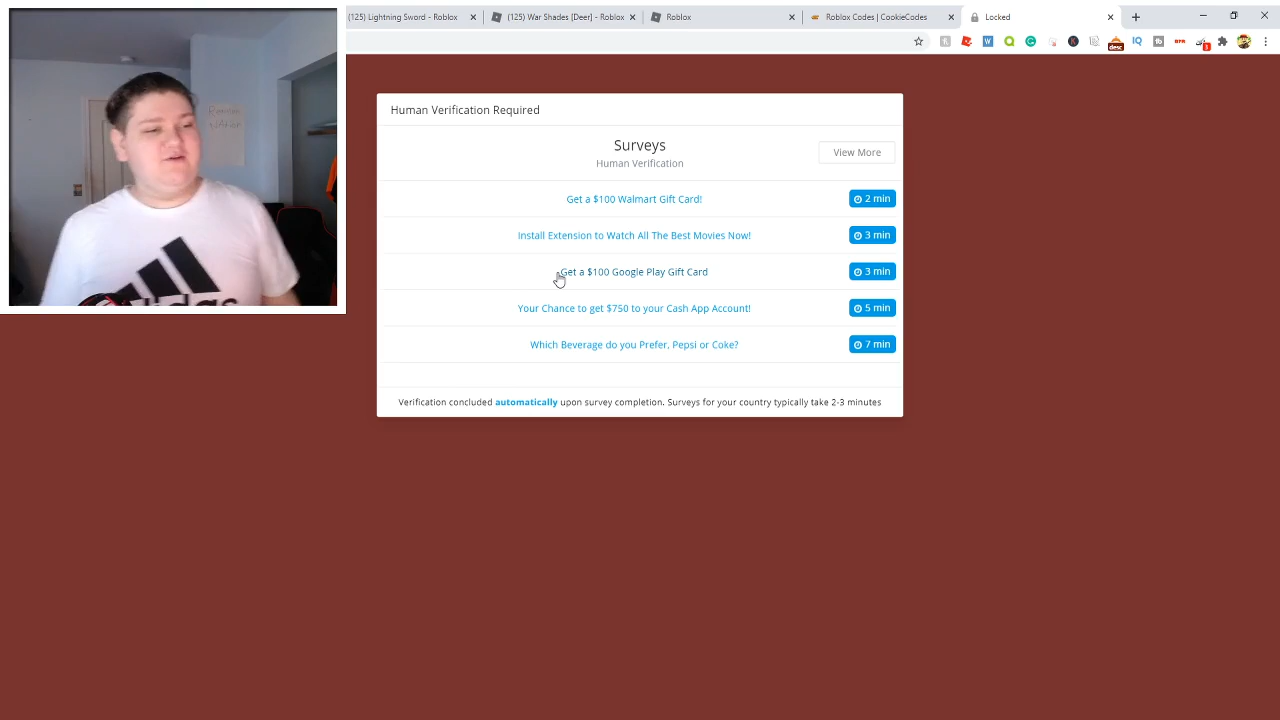 (125) Lightning Sword - Roblox
(125) War Shades [Deer] - Roblox
Roblox
Roblox Codes | CookieCodes
Locked
desc
Human Verification Required
Surveys
View More
Human Verification
Get a $100 Walmart Gift Card!
2 min
Install Extension to Watch All The Best Movies Now!
3 min
Get a $100 Google Play Gift Card
3 min
Your Chance to get $750 to your Cash App Account!
5 min
Which Beverage do you Prefer, Pepsi or Coke?
7 min
Verification concluded automatically upon survey completion. Surveys for your country typically take 2-3 minutes